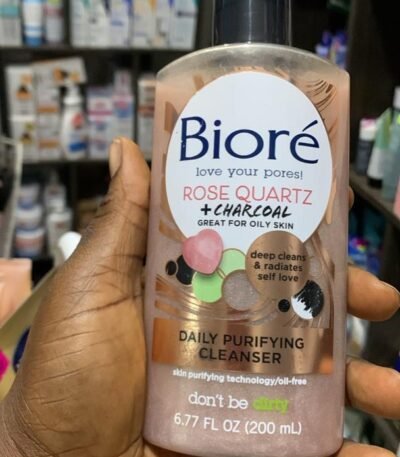 Bioré
love your pores!
ROSE QUARTZ
+CHARCOAL
GREAT FOR OILY SKIN
deep cleans
& radiates
self love
DAILY PURIFYING
CLEANSER
skin purifying technology/oil-free
don't be dirty
6.77 FL OZ (200 mL)